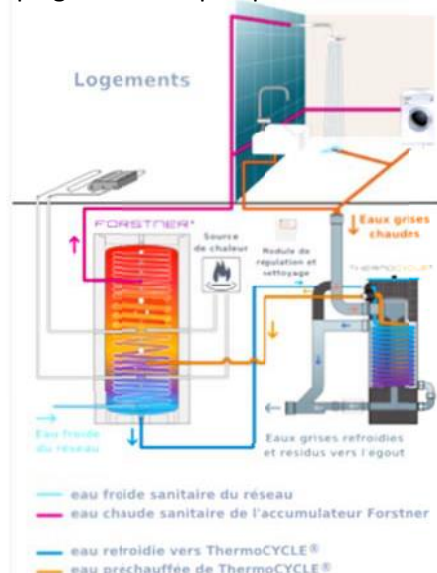 Logements
FORSTNER
Source
de chaleur
Module de
régulation et
nettoyage
Eaux grises
chaudes
THERMOCYCLE
Eau froide
du réseau
Eaux grises refroidies
et residus vers l'egout
eau froide sanitaire du réseau
eau chaude sanitaire de l'accumulateur Forstner
eau refroidie vers ThermoCYCLE®
eau préchauffée de ThermoCYCLE®